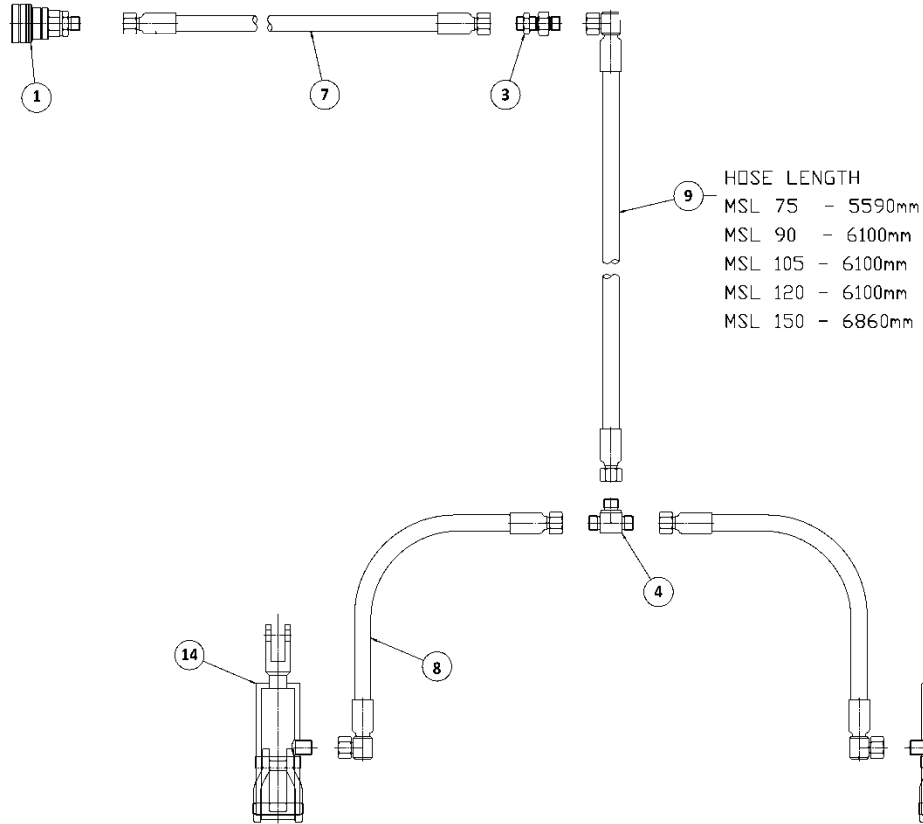 1
7
3
9
HOSE LENGTH
MSL 75 - 5590mm
MSL 90 - 6100mm
MSL 105 - 6100mm
MSL 120 - 6100mm
MSL 150 - 6860mm
4
14
8